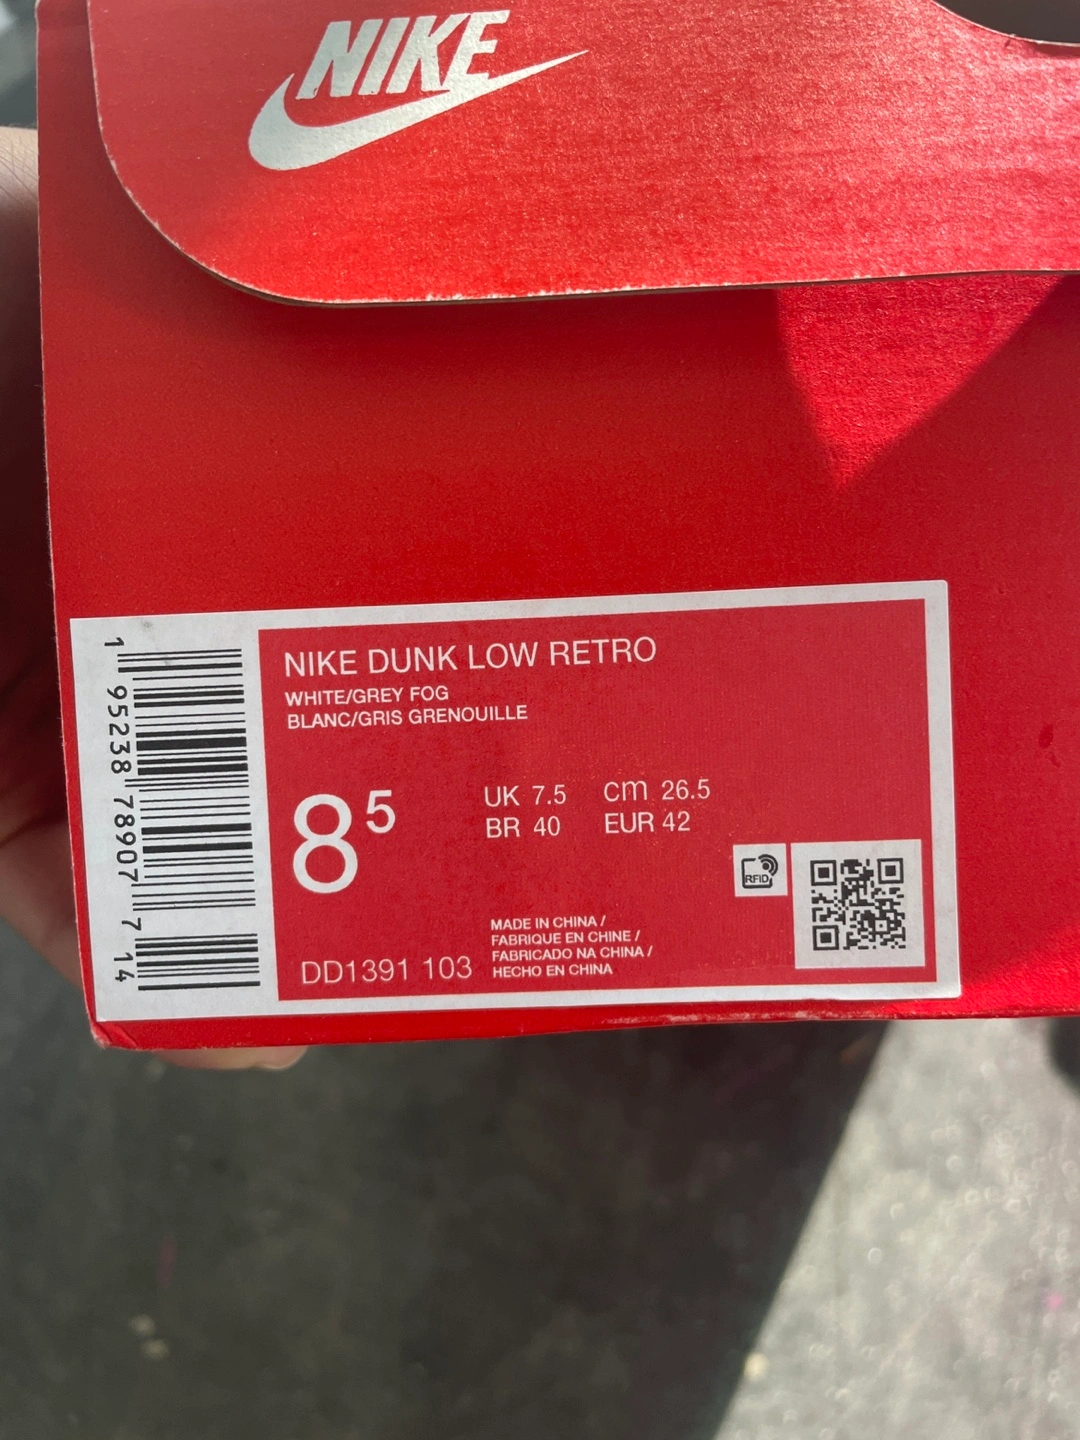 NIKE
NIKE DUNK LOW RETRO
WHITE/GREY FOG
BLANC/GRIS GRENOUILLE
8⁵
UK 7.5 cm 26.5
BR 40 EUR 42
RFID
MADE IN CHINA /
FABRIQUE EN CHINE /
FABRICADO NA CHINA /
HECHO EN CHINA
DD1391 103
1 95238 78907 7 14